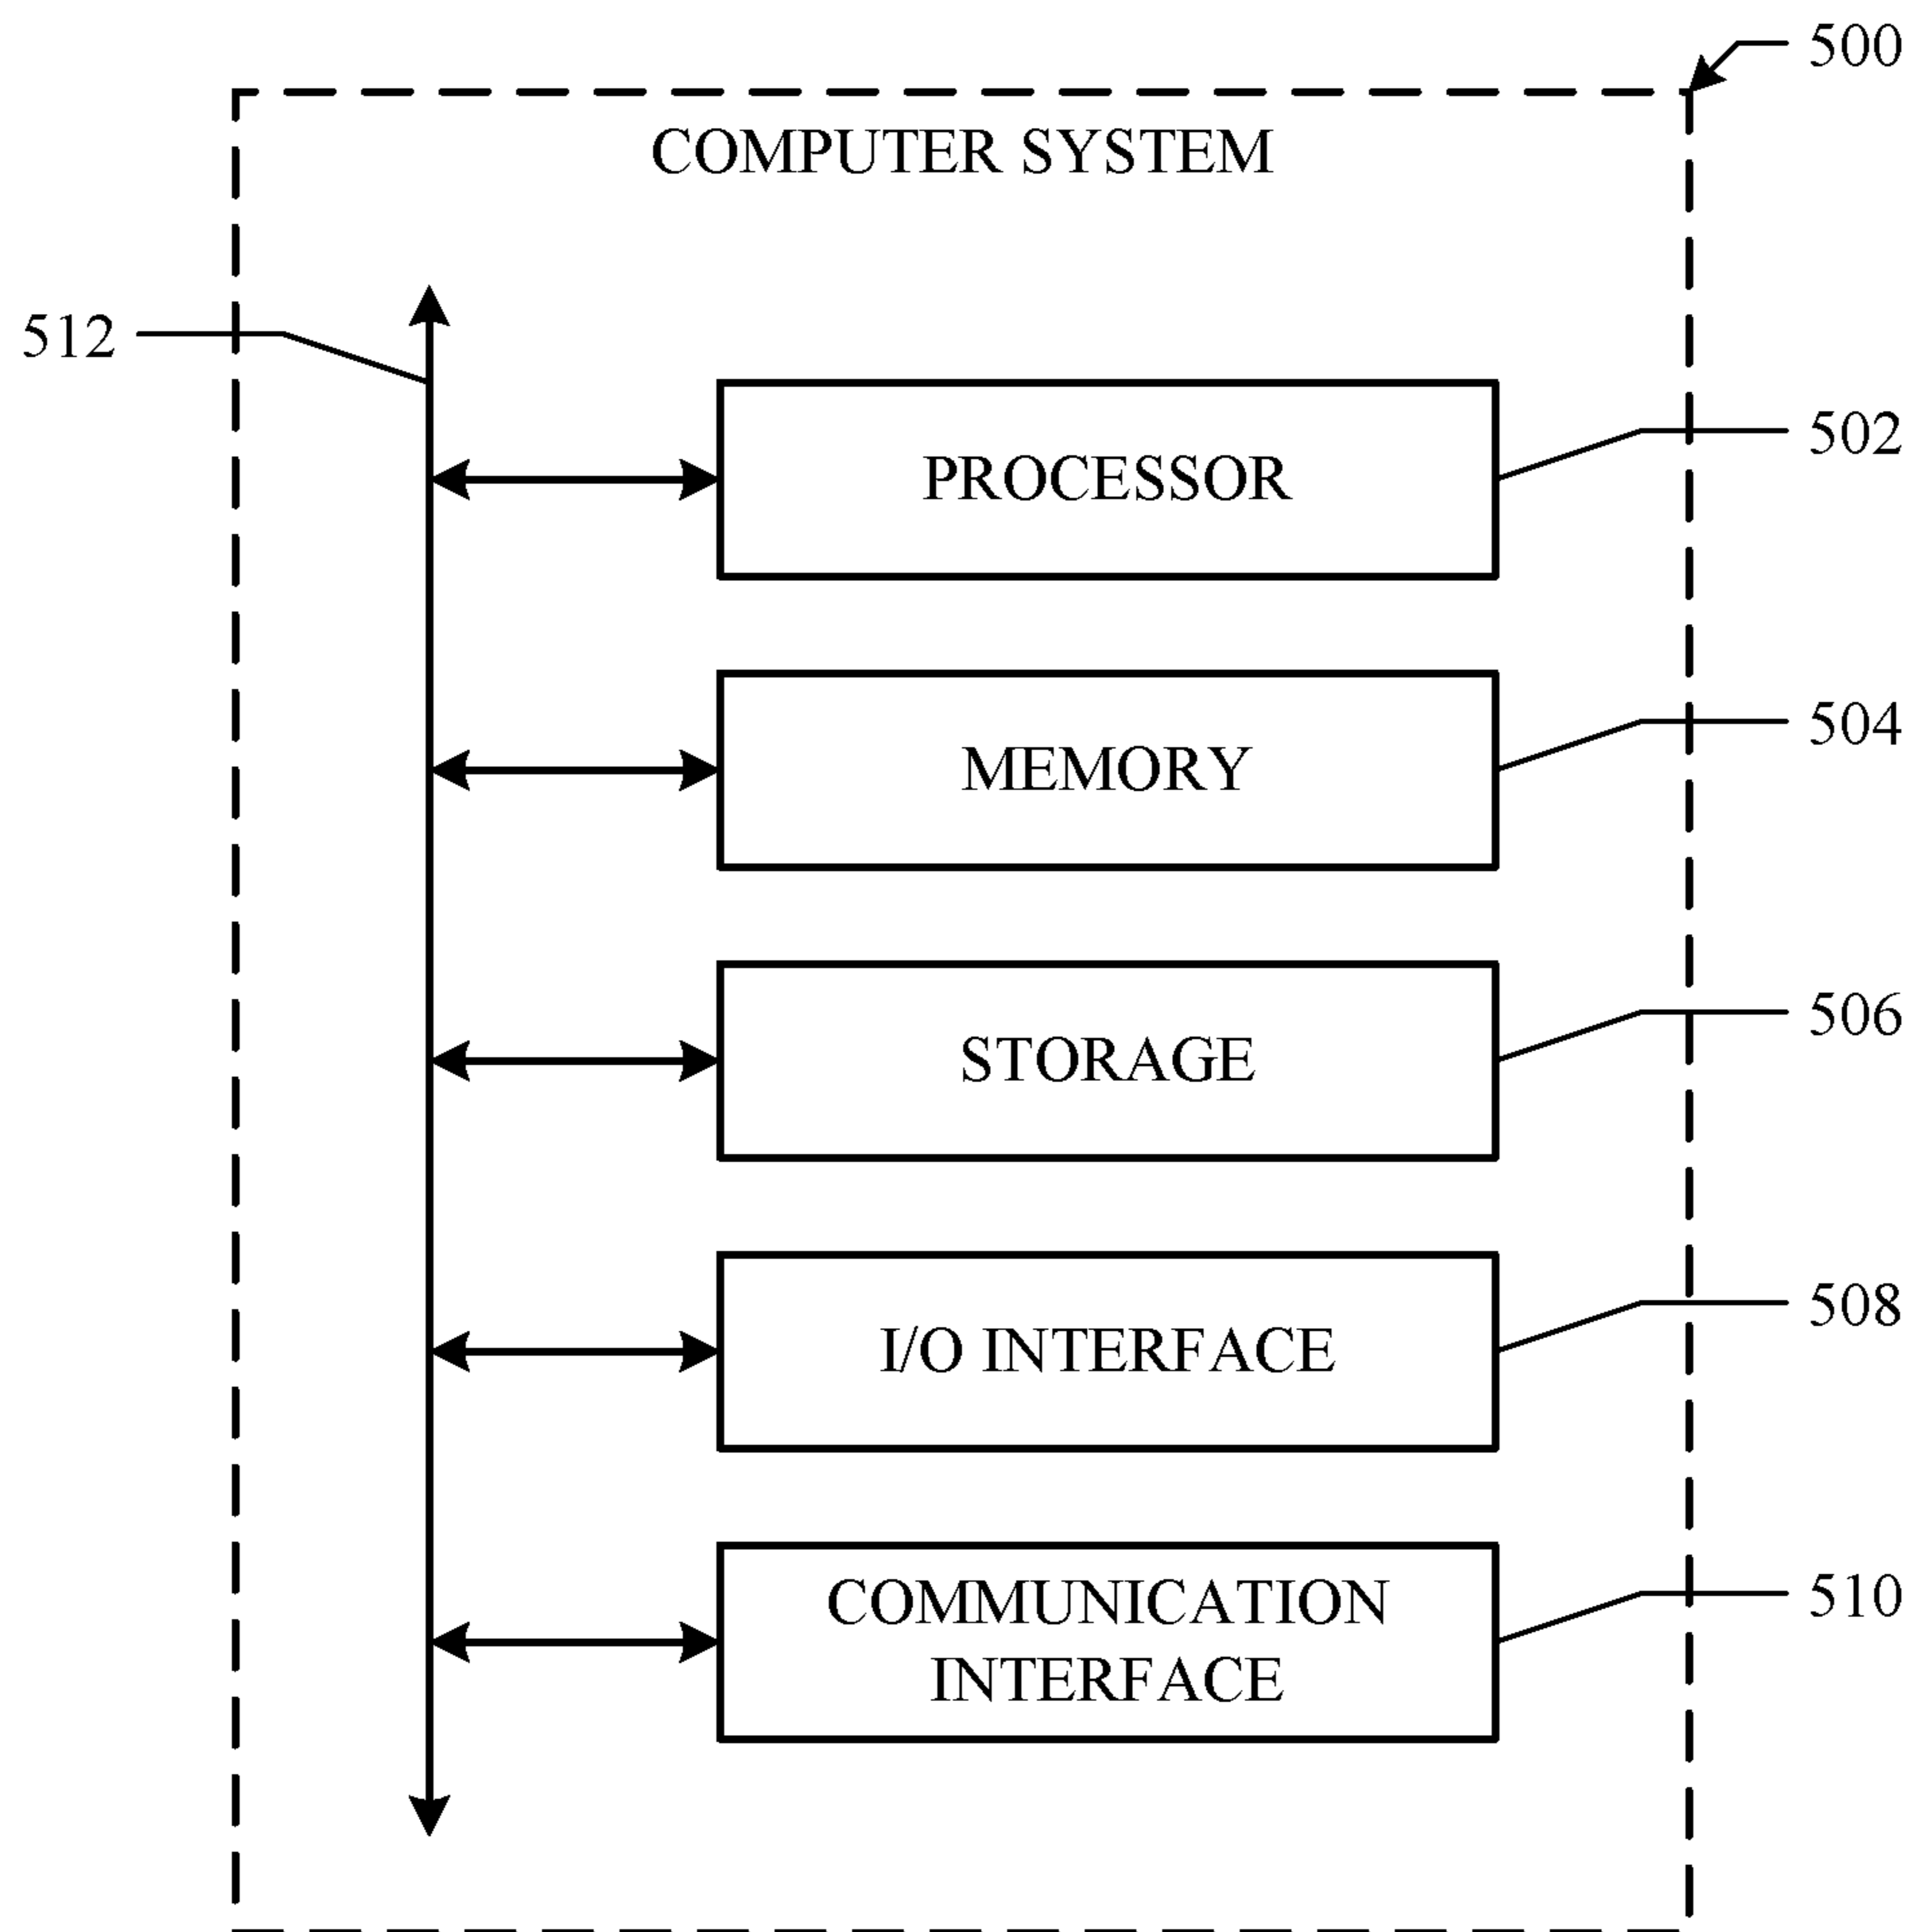 500
COMPUTER SYSTEM
512
502
PROCESSOR
504
MEMORY
506
STORAGE
508
I/O INTERFACE
510
COMMUNICATION
INTERFACE